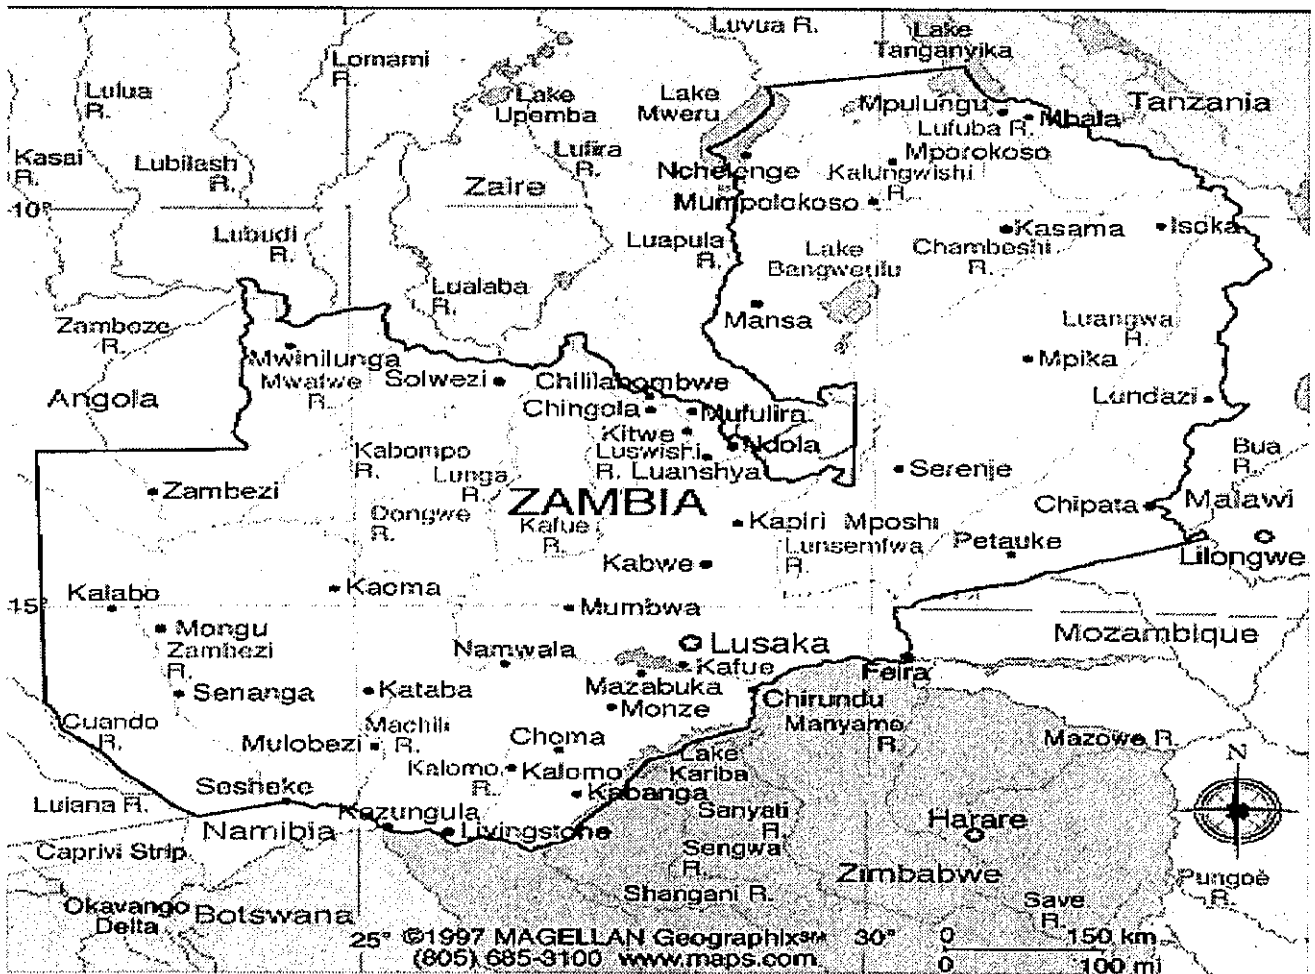 Luvua R.
Lake
Tanganyika
Lomami
R.
Lulua
R.
Lake
Upemba
Lake
Mweru
Mpulungu
Tanzania
Mbala
Lufuba R.
Kasai
R.
Lubilash
R.
Lufira
R.
Mporokoso
Nchelenge
Kalungwishi
R.
Zaire
Mumpolokoso
10°
Lubudi
R.
Luapula
R.
Kasama
Isoka
Lake
Bangweulu
Chambeshi
R.
Lualaba
R.
Mansa
Zambeze
R.
Luangwa
R.
Mwinilunga
Mwafwe
R.
Solwezi
Chililabombwe
Mpika
Angola
Chingola
Mufulira
Lundazi
Kitwe
Ndola
Kabompo
R.
Lunga
R.
Luswishi
R.
Luanshya
Serenje
Bua
R.
Zambezi
ZAMBIA
Chipata
Malawi
Dongwe
R.
Kafue
R.
Kapiri Mposhi
Lunsemfwa
R.
Petauke
Lilongwe
Kabwe
Kalabo
Kaoma
15°
Mumbwa
Mongu
Zambezi
R.
Namwala
Lusaka
Mozambique
Kafue
Feira
Senanga
Kataba
Mazabuka
Chirundu
Monze
Cuando
R.
Machili
R.
Manyame
R.
Mulobezi
Choma
Lake
Kariba
Mazowe R.
N
Kalomo
R.
Kalomo
Sesheke
Kabanga
Luiana R.
Kazungula
Sanyati
R.
Harare
Namibia
Livingstone
Caprivi Strip
Sengwa
R.
Zimbabwe
Pungoè
R.
Shangani R.
Okavango
Delta
Botswana
Save
R.
25° ©1997 MAGELLAN Geographix℠ 30° 0 150 km
(805) 685-3100 www.maps.com 0 100 mi